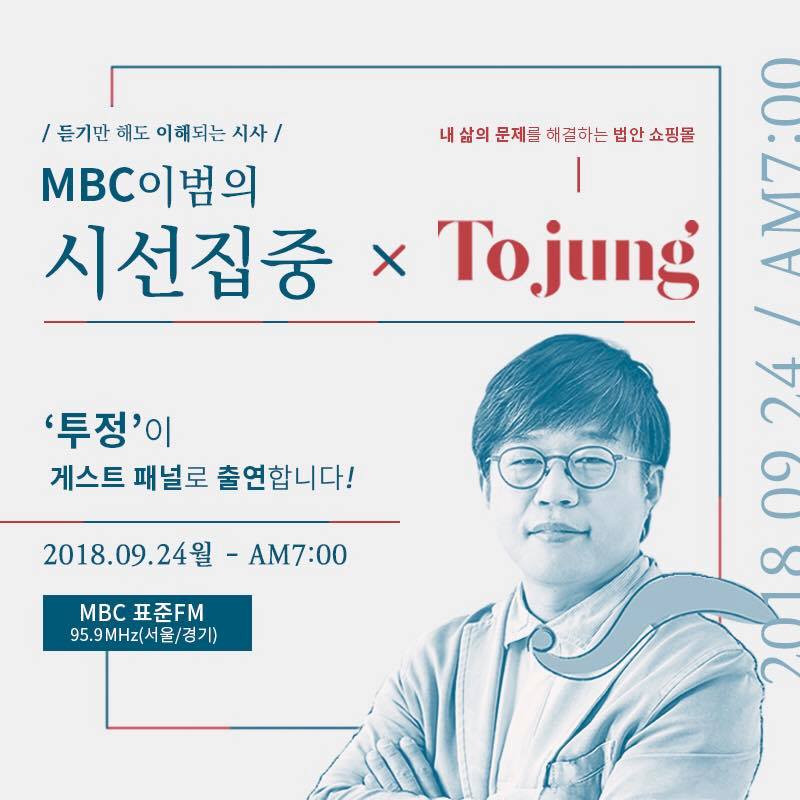 / 듣기만 해도 이해되는 시사 /
MBC이범의
시선집중
×
내 삶의 문제를 해결하는 법안 쇼핑몰
Tojung
‘투정’이
게스트 패널로 출연합니다!
2018.09.24월 - AM7:00
MBC 표준FM
95.9MHz(서울/경기)
2018 09 24 / AM7:00